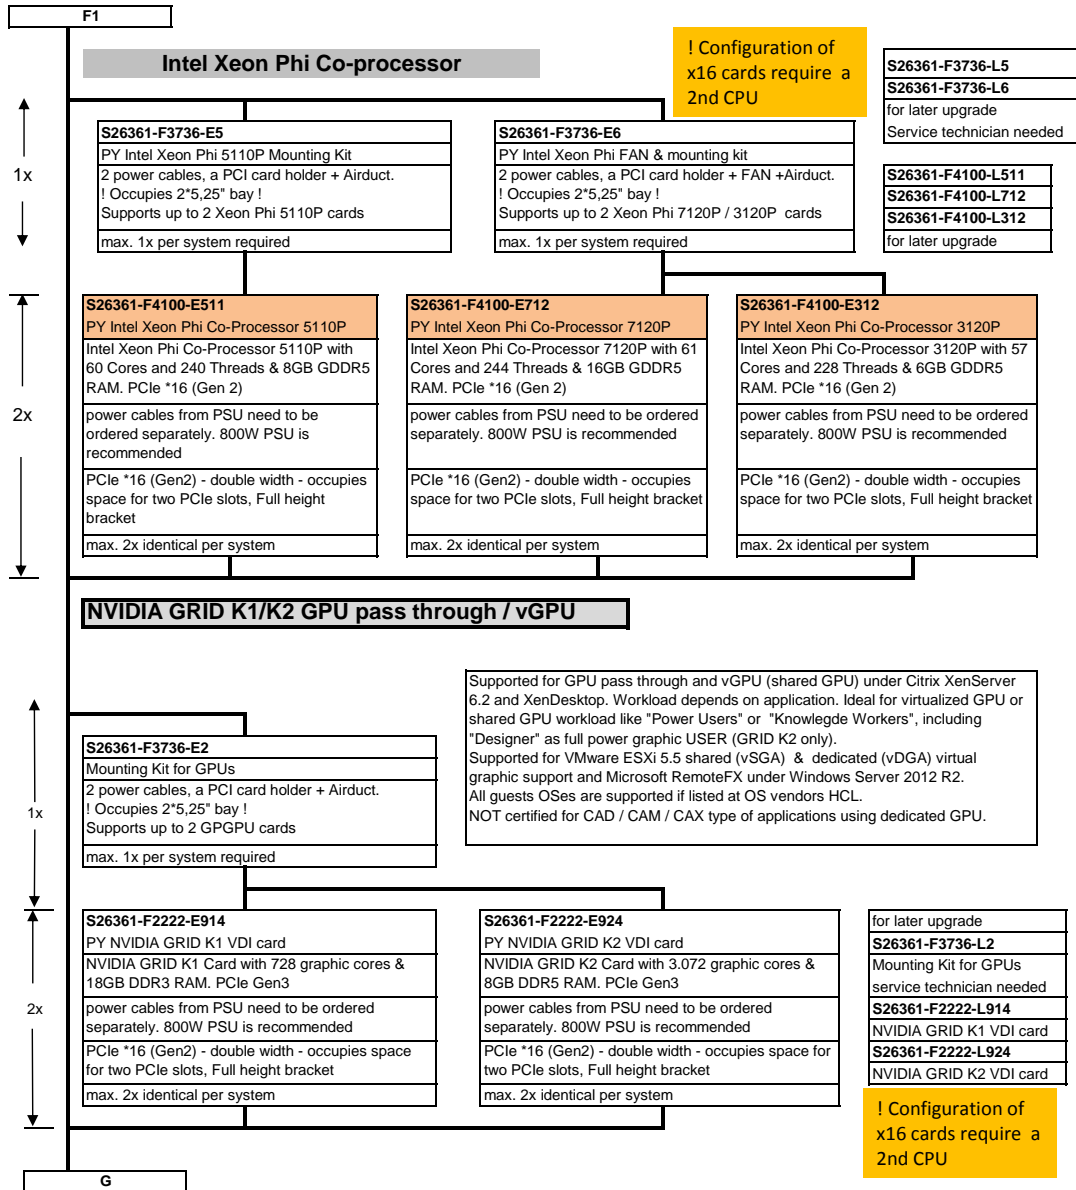 F1
Intel Xeon Phi Co-processor
! Configuration of
x16 cards require a
2nd CPU
S26361-F3736-L5
S26361-F3736-L6
for later upgrade
Service technician needed
S26361-F4100-L511
S26361-F4100-L712
S26361-F4100-L312
for later upgrade
1x
S26361-F3736-E5
PY Intel Xeon Phi 5110P Mounting Kit
2 power cables, a PCI card holder + Airduct.
! Occupies 2*5,25" bay !
Supports up to 2 Xeon Phi 5110P cards
max. 1x per system required
S26361-F3736-E6
PY Intel Xeon Phi FAN & mounting kit
2 power cables, a PCI card holder + FAN +Airduct.
! Occupies 2*5,25" bay !
Supports up to 2 Xeon Phi 7120P / 3120P cards
max. 1x per system required
2x
S26361-F4100-E511
PY Intel Xeon Phi Co-Processor 5110P
Intel Xeon Phi Co-Processor 5110P with
60 Cores and 240 Threads & 8GB GDDR5
RAM. PCIe *16 (Gen 2)
power cables from PSU need to be
ordered separately. 800W PSU is
recommended
PCIe *16 (Gen2) - double width - occupies
space for two PCIe slots, Full height
bracket
max. 2x identical per system
S26361-F4100-E712
PY Intel Xeon Phi Co-Processor 7120P
Intel Xeon Phi Co-Processor 7120P with 61
Cores and 244 Threads & 16GB GDDR5
RAM. PCIe *16 (Gen 2)
power cables from PSU need to be ordered
separately. 800W PSU is recommended
PCIe *16 (Gen2) - double width - occupies
space for two PCIe slots, Full height bracket
max. 2x identical per system
S26361-F4100-E312
PY Intel Xeon Phi Co-Processor 3120P
Intel Xeon Phi Co-Processor 3120P with 57
Cores and 228 Threads & 6GB GDDR5
RAM. PCIe *16 (Gen 2)
power cables from PSU need to be ordered
separately. 800W PSU is recommended
PCIe *16 (Gen2) - double width - occupies
space for two PCIe slots, Full height bracket
max. 2x identical per system
NVIDIA GRID K1/K2 GPU pass through / vGPU
Supported for GPU pass through and vGPU (shared GPU) under Citrix XenServer
6.2 and XenDesktop. Workload depends on application. Ideal for virtualized GPU or
shared GPU workload like "Power Users" or "Knowlegde Workers", including
"Designer" as full power graphic USER (GRID K2 only).
Supported for VMware ESXi 5.5 shared (vSGA) & dedicated (vDGA) virtual
graphic support and Microsoft RemoteFX under Windows Server 2012 R2.
All guests OSes are supported if listed at OS vendors HCL.
NOT certified for CAD / CAM / CAX type of applications using dedicated GPU.
1x
S26361-F3736-E2
Mounting Kit for GPUs
2 power cables, a PCI card holder + Airduct.
! Occupies 2*5,25" bay !
Supports up to 2 GPGPU cards
max. 1x per system required
2x
S26361-F2222-E914
PY NVIDIA GRID K1 VDI card
NVIDIA GRID K1 Card with 728 graphic cores &
18GB DDR3 RAM. PCIe Gen3
power cables from PSU need to be ordered
separately. 800W PSU is recommended
PCIe *16 (Gen2) - double width - occupies space
for two PCIe slots, Full height bracket
max. 2x identical per system
S26361-F2222-E924
PY NVIDIA GRID K2 VDI card
NVIDIA GRID K2 Card with 3.072 graphic cores &
8GB DDR5 RAM. PCIe Gen3
power cables from PSU need to be ordered
separately. 800W PSU is recommended
PCIe *16 (Gen2) - double width - occupies space for
two PCIe slots, Full height bracket
max. 2x identical per system
for later upgrade
S26361-F3736-L2
Mounting Kit for GPUs
service technician needed
S26361-F2222-L914
NVIDIA GRID K1 VDI card
S26361-F2222-L924
NVIDIA GRID K2 VDI card
! Configuration of
x16 cards require a
2nd CPU
G